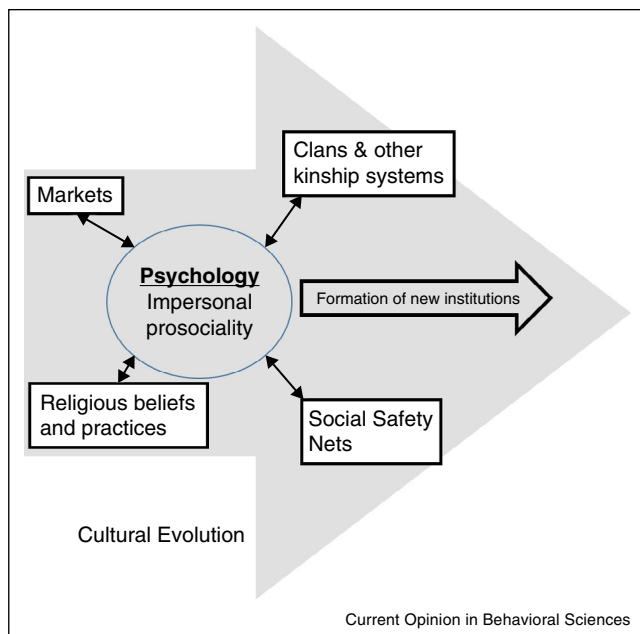 Clans & other
kinship systems
Markets
Psychology
Impersonal
prosociality
Formation of new institutions
Religious beliefs
and practices
Social Safety
Nets
Cultural Evolution
Current Opinion in Behavioral Sciences